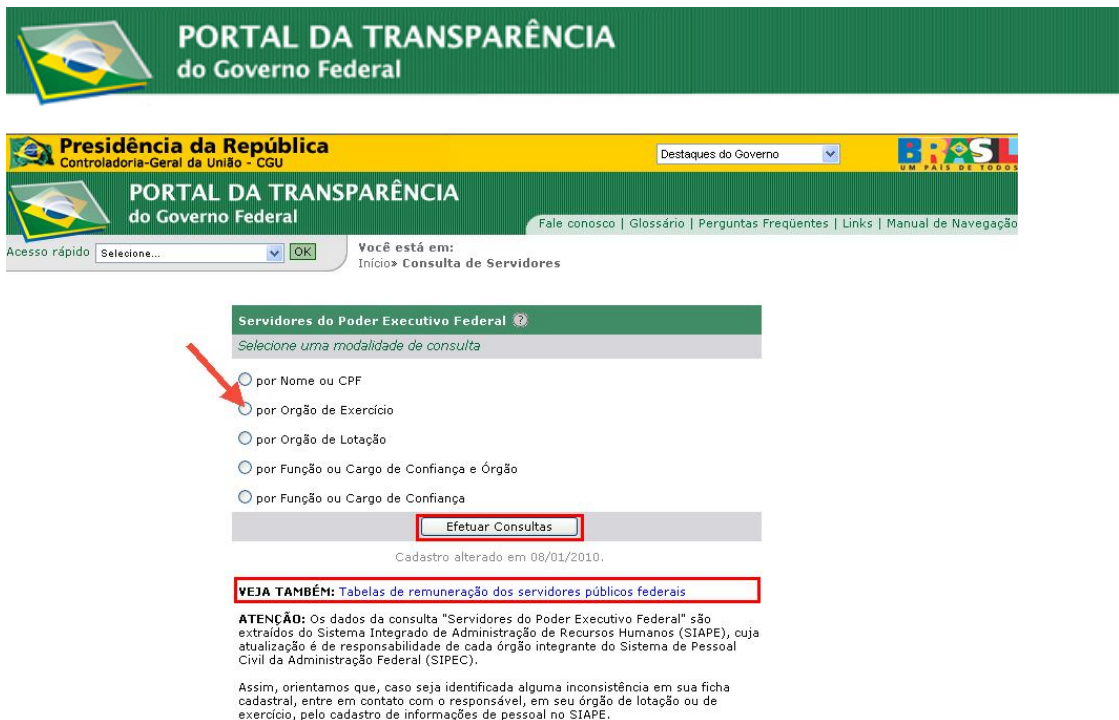 PORTAL DA TRANSPARÊNCIA
do Governo Federal
Presidência da República
Controladoria-Geral da União - CGU
Destaques do Governo
BRASIL
UM PAÍS DE TODOS
PORTAL DA TRANSPARÊNCIA
do Governo Federal
Fale conosco | Glossário | Perguntas Freqüentes | Links | Manual de Navegação
Acesso rápido Selecione... OK
Você está em:
Início» Consulta de Servidores
Servidores do Poder Executivo Federal ?
Selecione uma modalidade de consulta
por Nome ou CPF
por Orgão de Exercício
por Orgão de Lotação
por Função ou Cargo de Confiança e Órgão
por Função ou Cargo de Confiança
Efetuar Consultas
Cadastro alterado em 08/01/2010.
VEJA TAMBÉM: Tabelas de remuneração dos servidores públicos federais
ATENÇÃO: Os dados da consulta "Servidores do Poder Executivo Federal" são
extraídos do Sistema Integrado de Administração de Recursos Humanos (SIAPE), cuja
atualização é de responsabilidade de cada órgão integrante do Sistema de Pessoal
Civil da Administração Federal (SIPEC).
Assim, orientamos que, caso seja identificada alguma inconsistência em sua ficha
cadastral, entre em contato com o responsável, em seu órgão de lotação ou de
exercício, pelo cadastro de informações de pessoal no SIAPE.